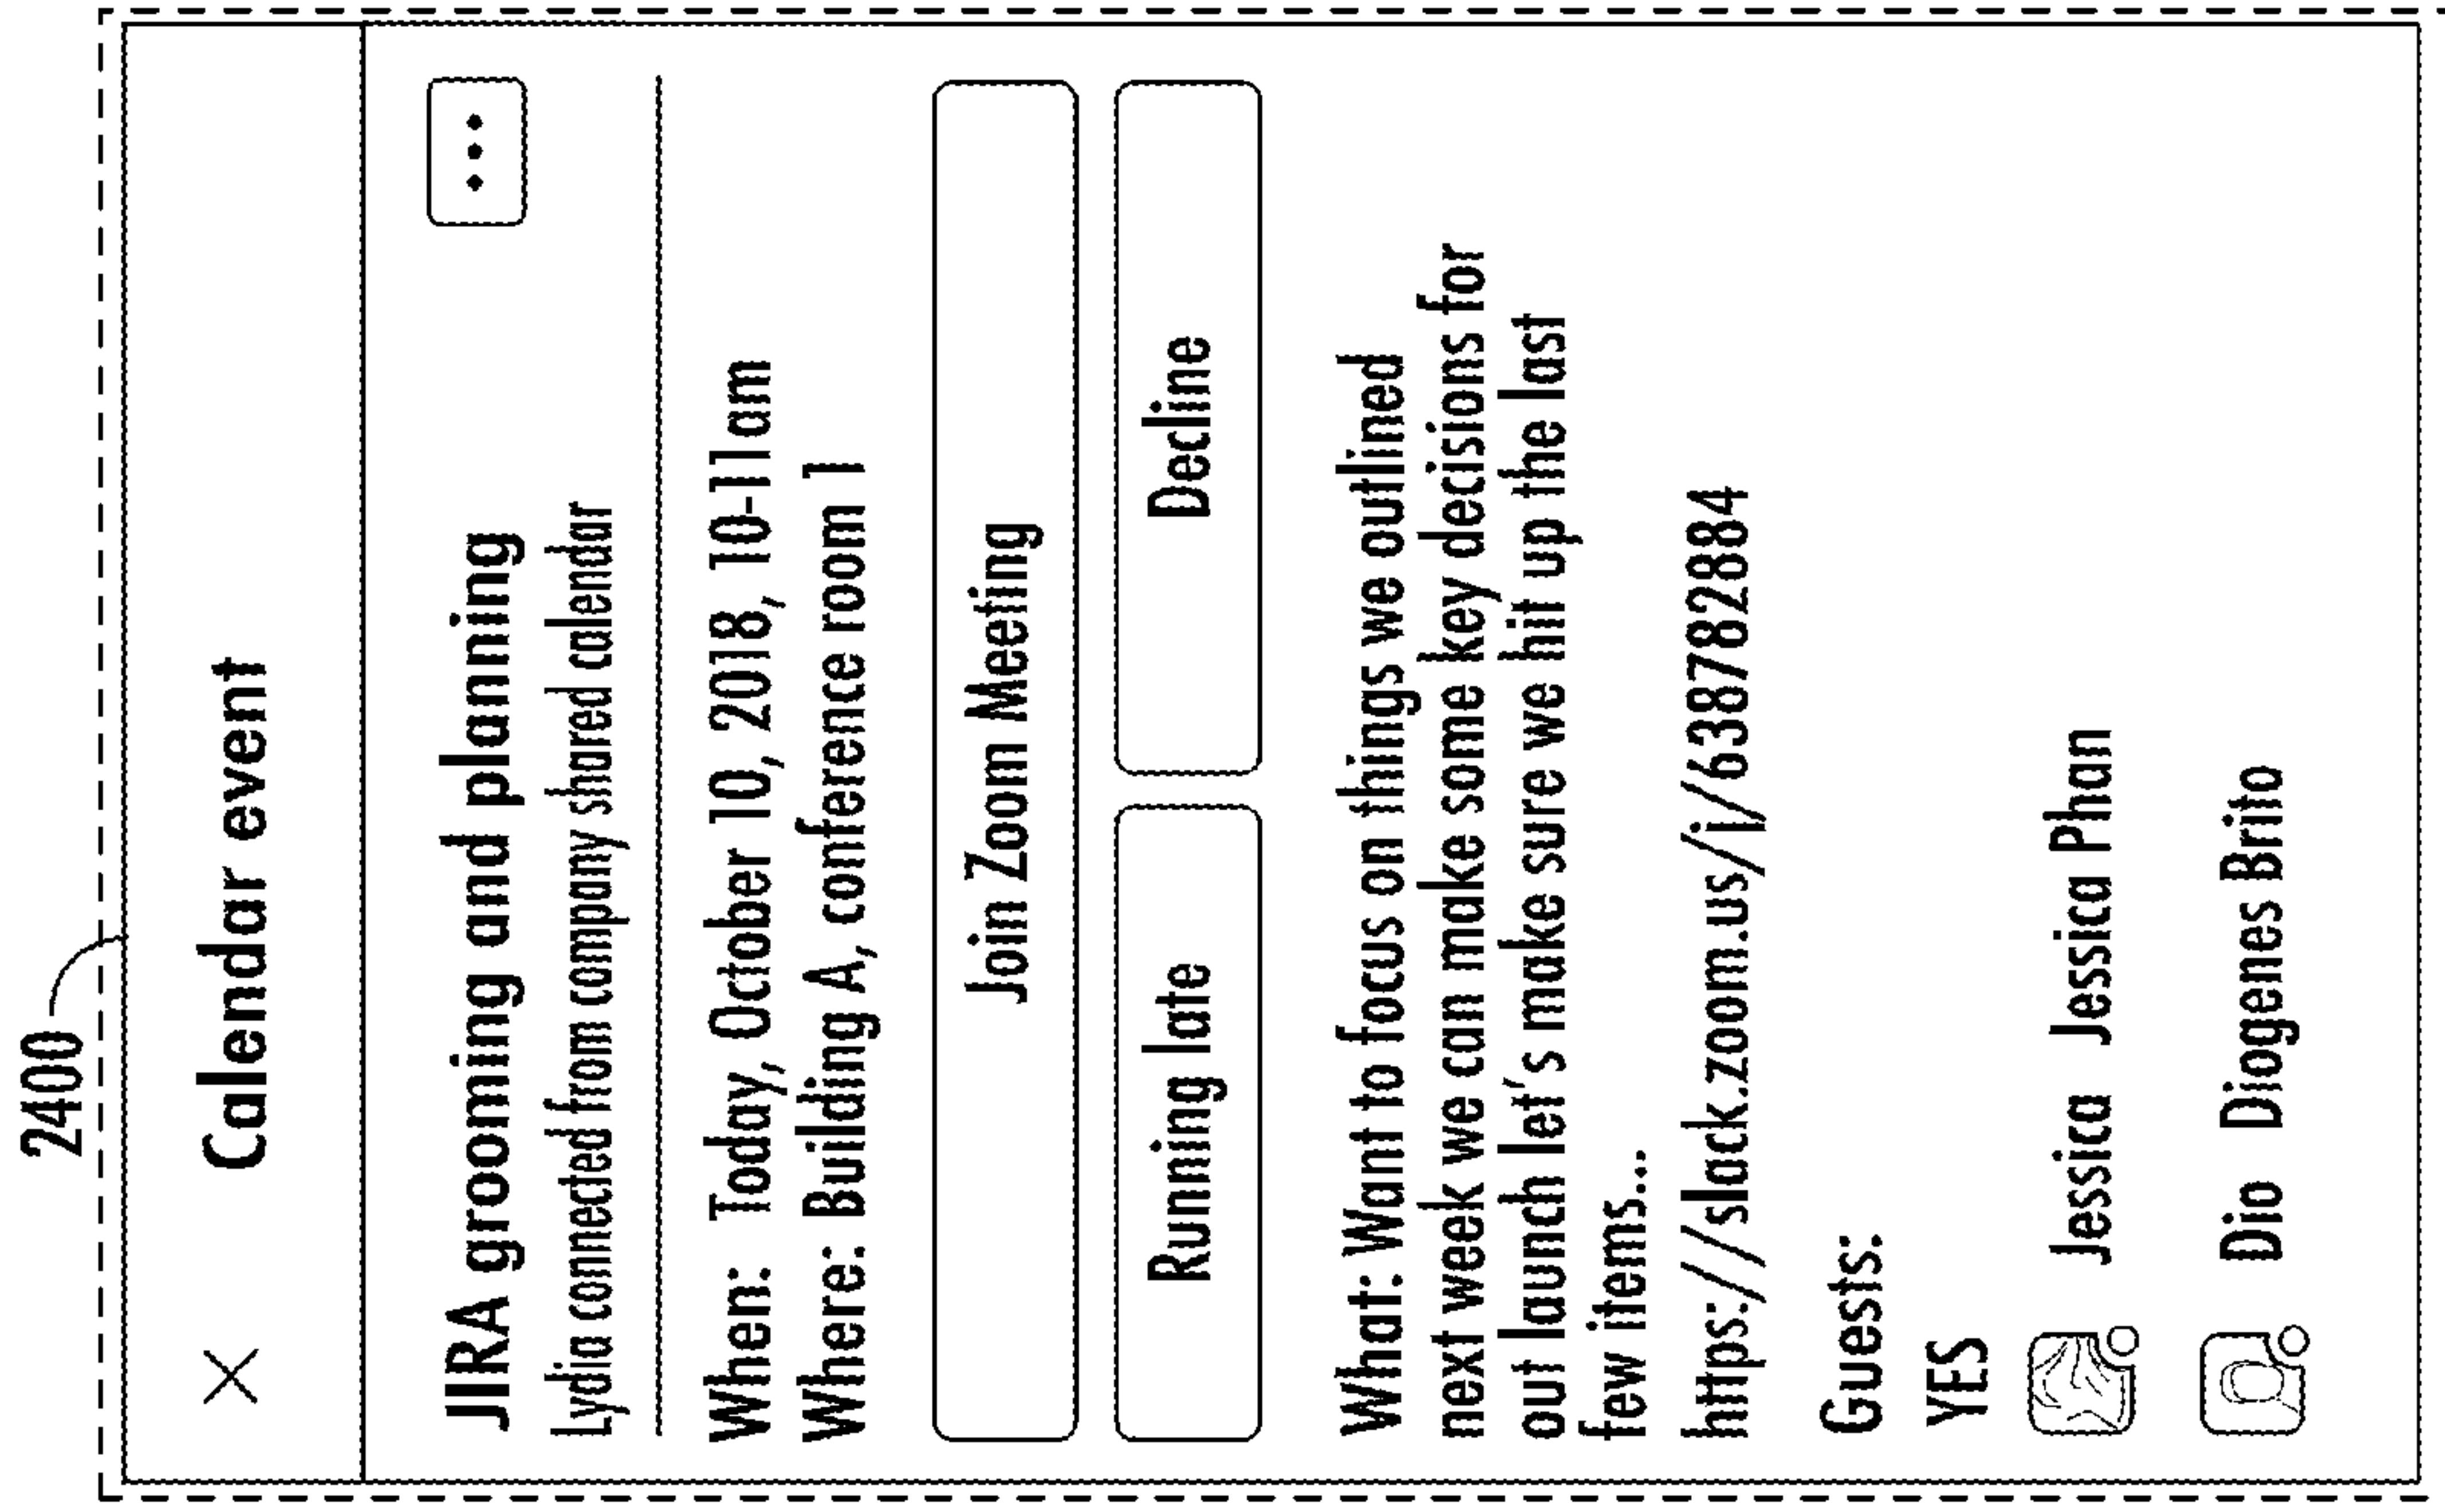 2400
X Calendar event
JIRA grooming and planning
Lydia connected from company shared calendar
When: Today, October 10, 2018, 10-11am
Where: Building A, conference room 1
Join Zoom Meeting
Running late Decline
What: Want to focus on things we outlined
next week we can make some key decisions for
out launch let's make sure we hit up the last
few items...
https:///slack.zoom.us/j//6387822884
Guests:
YES
Jessica Jessica Phan
Dio Diogenes Brito